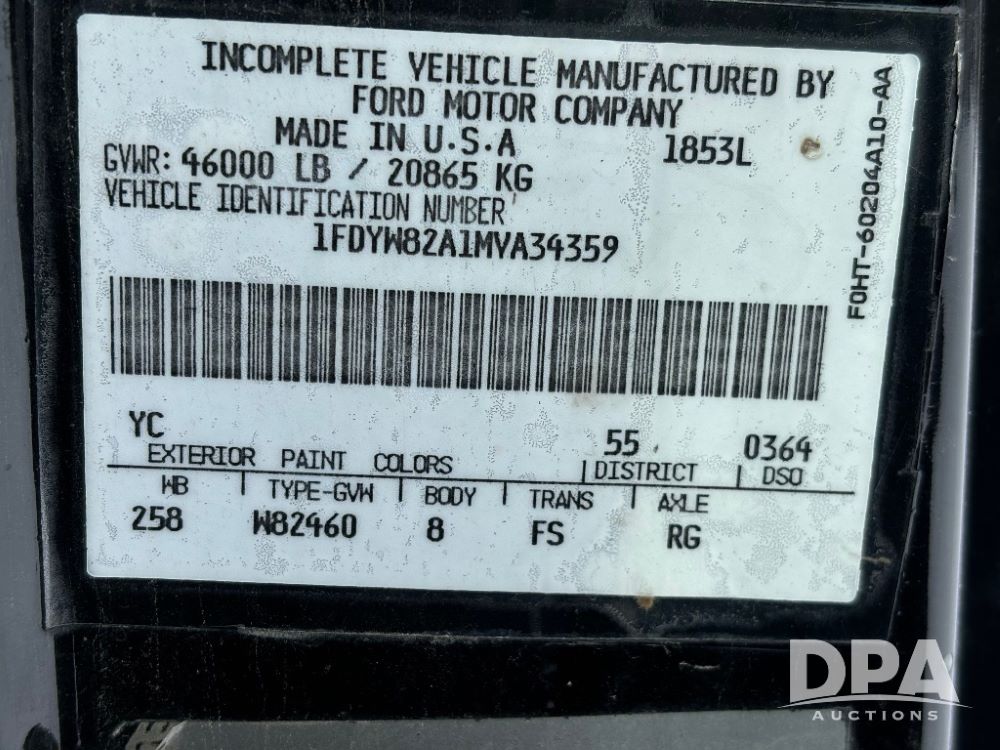 INCOMPLETE VEHICLE MANUFACTURED BY
FORD MOTOR COMPANY
MADE IN U.S.A 1853L
GVWR: 46000 LB / 20865 KG
VEHICLE IDENTIFICATION NUMBER
1FDYW82A1MVA34359
F0HT-60204A10-AA
YC 55 0364
EXTERIOR PAINT COLORS DISTRICT DSO
WB TYPE-GVW BODY TRANS AXLE
258 W82460 8 FS RG
DPA
AUCTIONS